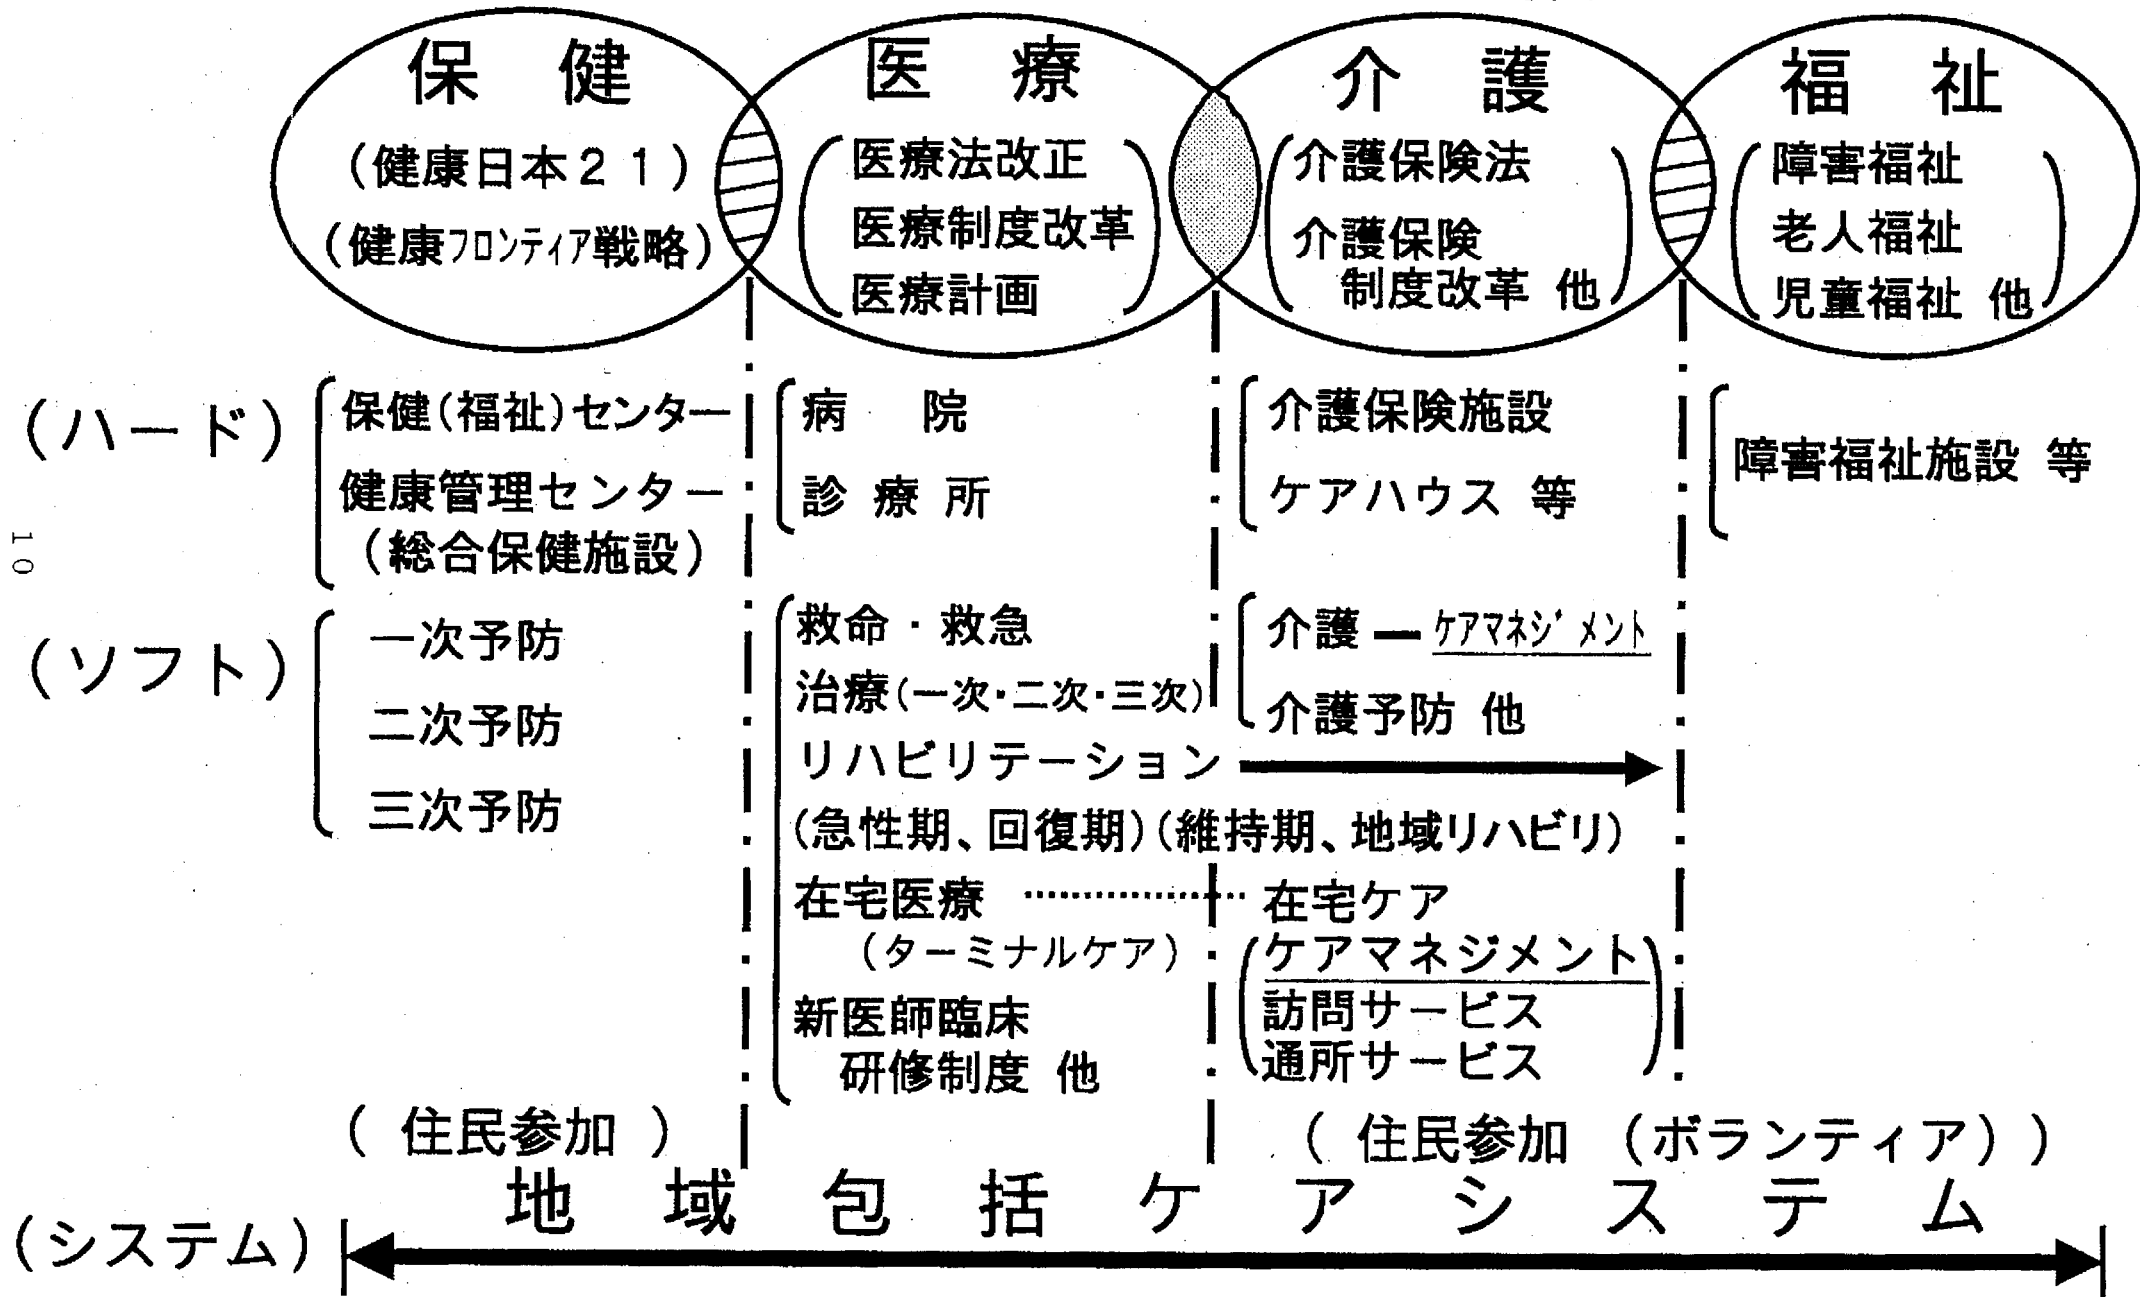 保健
(健康日本21)
(健康フロンティア戦略)
医療
医療法改正
医療制度改革
医療計画
介護
介護保険法
介護保険
制度改革 他
福祉
障害福祉
老人福祉
児童福祉 他
(ハード)
保健(福祉)センター
健康管理センター
(総合保健施設)
病院
診療所
介護保険施設
ケアハウス 等
障害福祉施設 等
10
(ソフト)
一次予防
二次予防
三次予防
救命・救急
治療(一次・二次・三次)
リハビリテーション
(急性期、回復期)(維持期、地域リハビリ)
在宅医療
(ターミナルケア)
新医師臨床
研修制度 他
介護 ― ケアマネジメント
介護予防 他
在宅ケア
ケアマネジメント
訪問サービス
通所サービス
(住民参加)
(住民参加(ボランティア))
地域包括ケアシステム
(システム)